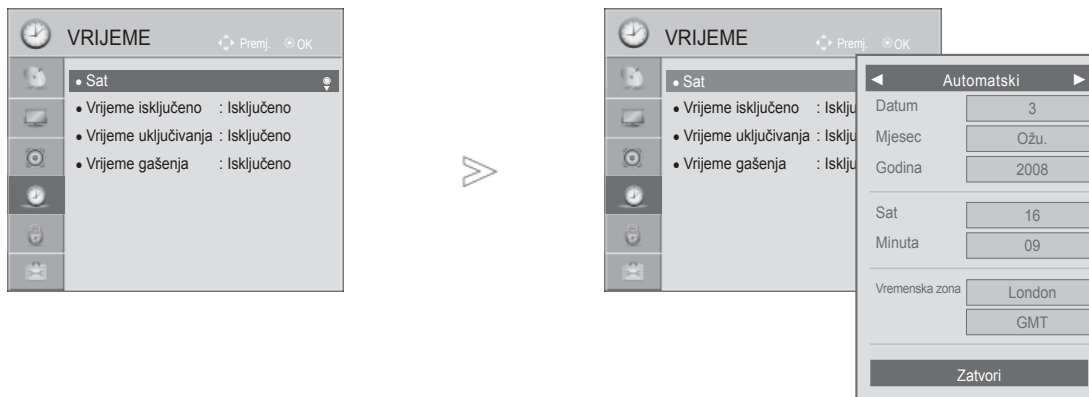 VRIJEME
Premj.
OK
• Sat
• Vrijeme isključeno : Isključeno
• Vrijeme uključivanja : Isključeno
• Vrijeme gašenja : Isključeno
VRIJEME
Premj.
OK
• Sat
• Vrijeme isključeno : Isklju
• Vrijeme uključivanja : Isklju
• Vrijeme gašenja : Isklju
◄ Automatski ►
Datum 3
Mjesec Ožu.
Godina 2008
Sat 16
Minuta 09
Vremenska zona London
GMT
Zatvori